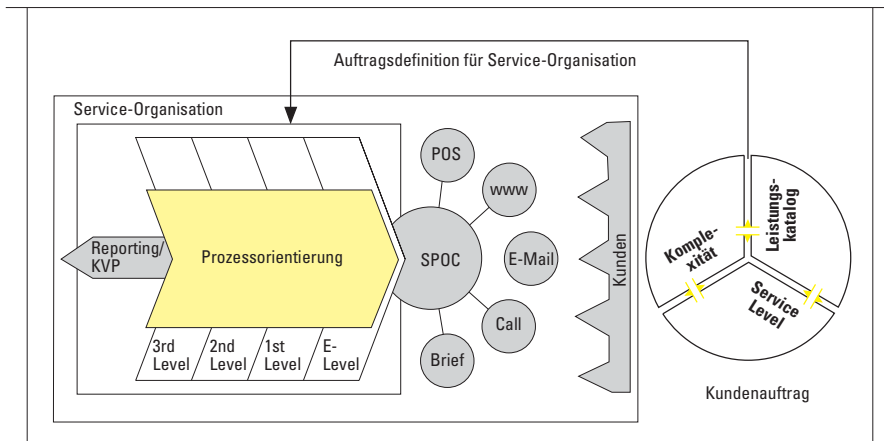 Auftragsdefinition für Service-Organisation
Service-Organisation
POS
www
Reporting/
KVP
Prozessorientierung
SPOC
E-Mail
Kunden
Call
Brief
3rd
Level
2nd
Level
1st
Level
E-
Level
Komple-
xität
Leistungs-
katalog
Service
Level
Kundenauftrag